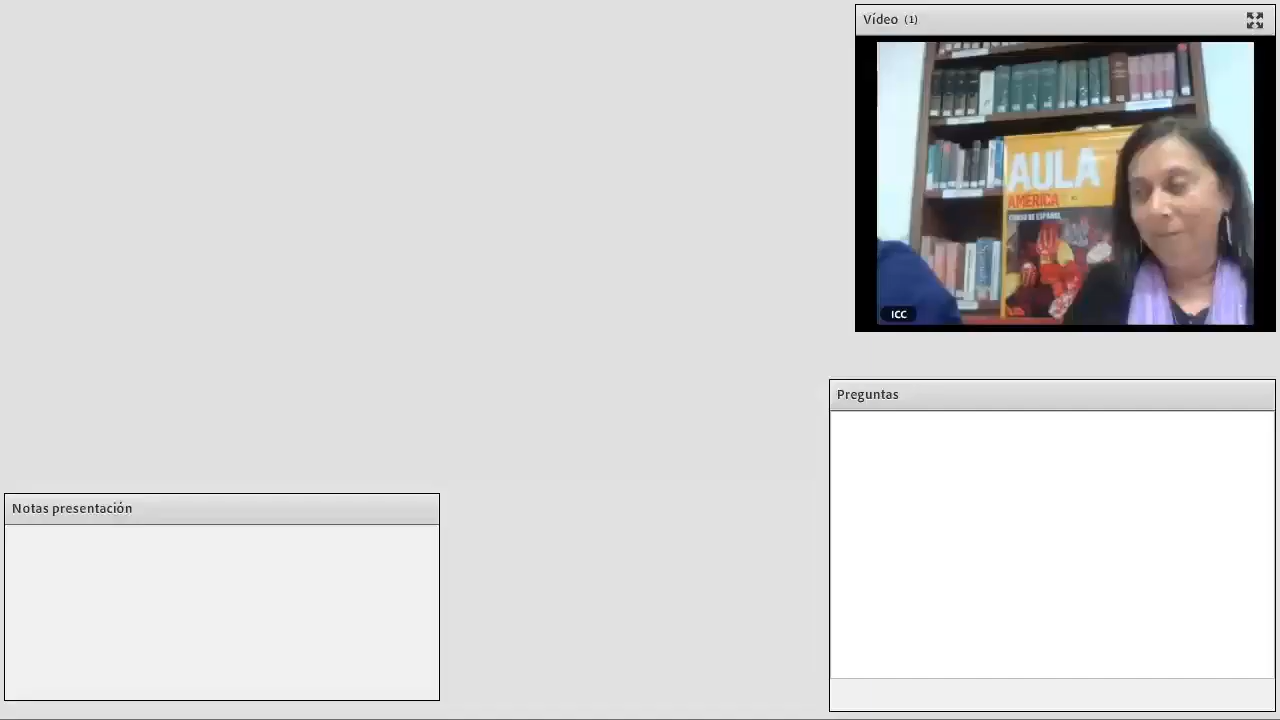 Vídeo (1)
AULA
AMÉRICA
CURSO DE ESPAÑOL
ICC
Preguntas
Notas presentación